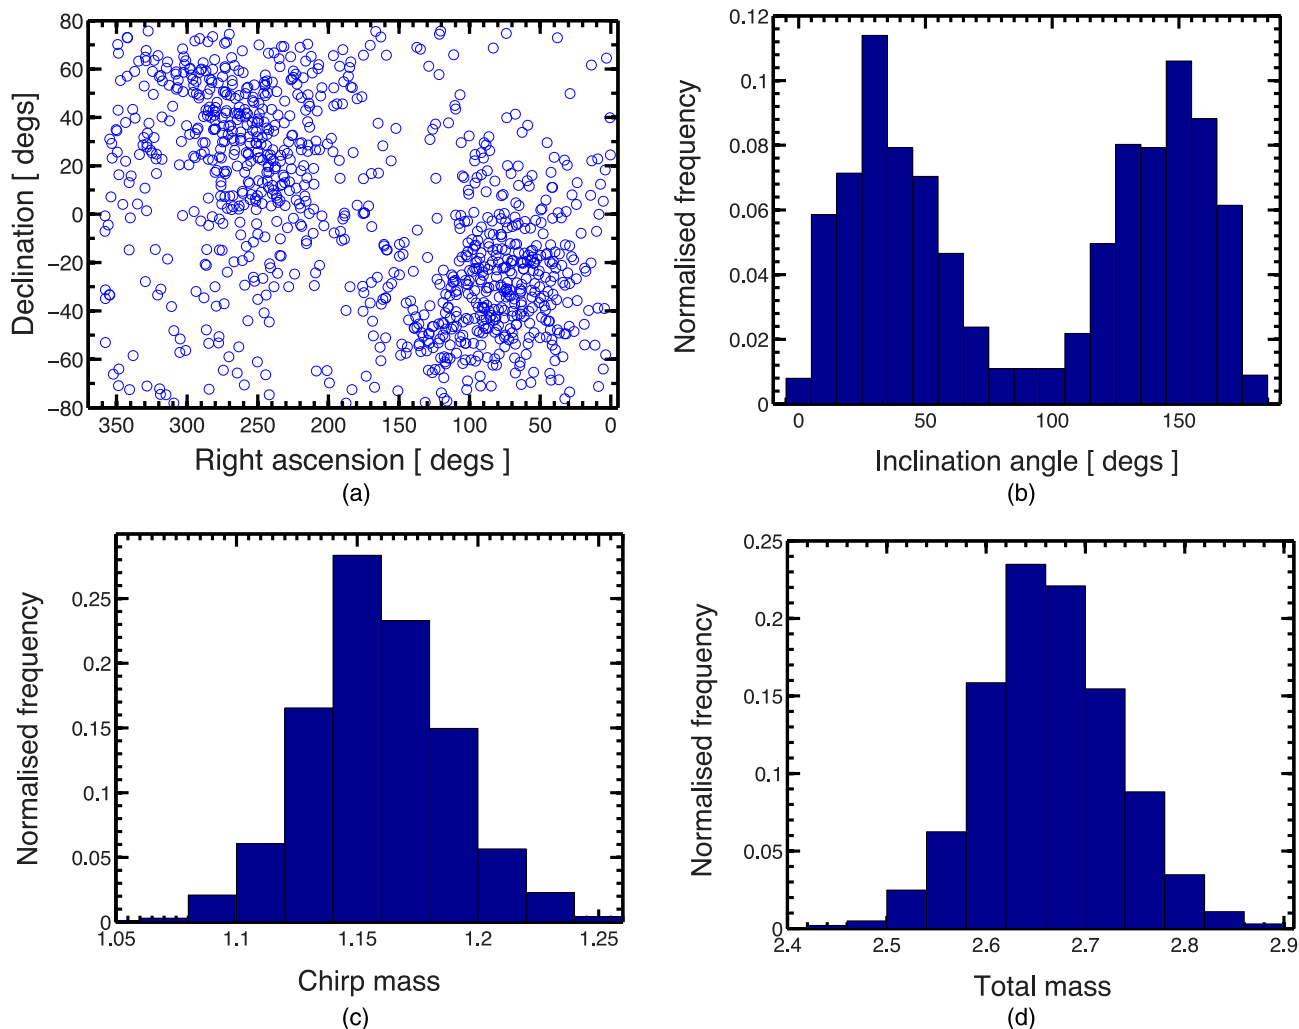 80
60
40
20
0
−20
−40
−60
−80
Declination [ degs]
350 300 250 200 150 100 50 0
Right ascension [ degs ]
(a)
0.12
0.1
0.08
0.06
0.04
0.02
0
Normalised frequency
0 50 100 150
Inclination angle [ degs ]
(b)
0.25
0.2
0.15
0.1
0.05
0
Normalised frequency
1.05 1.1 1.15 1.2 1.25
Chirp mass
(c)
0.25
0.2
0.15
0.1
0.05
0
Normalised frequency
2.4 2.5 2.6 2.7 2.8 2.9
Total mass
(d)